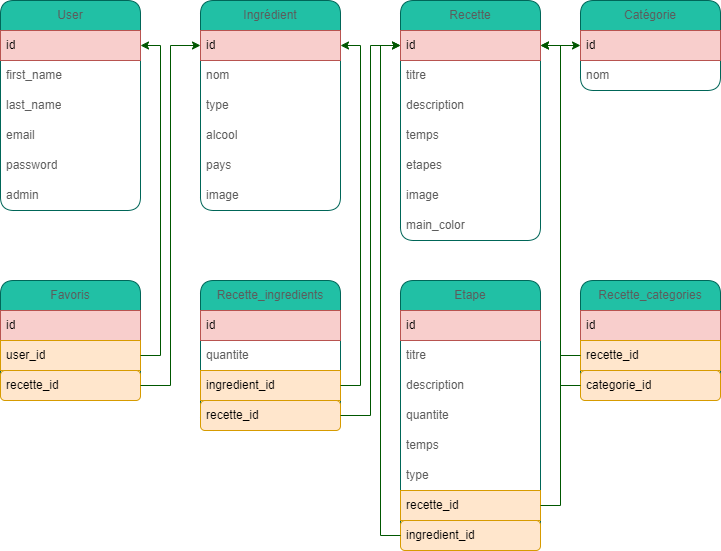 User
id
first_name
last_name
email
password
admin
Ingrédient
id
nom
type
alcool
pays
image
Recette
id
titre
description
temps
etapes
image
main_color
Catégorie
id
nom
Favoris
id
user_id
recette_id
Recette_ingredients
id
quantite
ingredient_id
recette_id
Etape
id
titre
description
quantite
temps
type
recette_id
ingredient_id
Recette_categories
id
recette_id
categorie_id